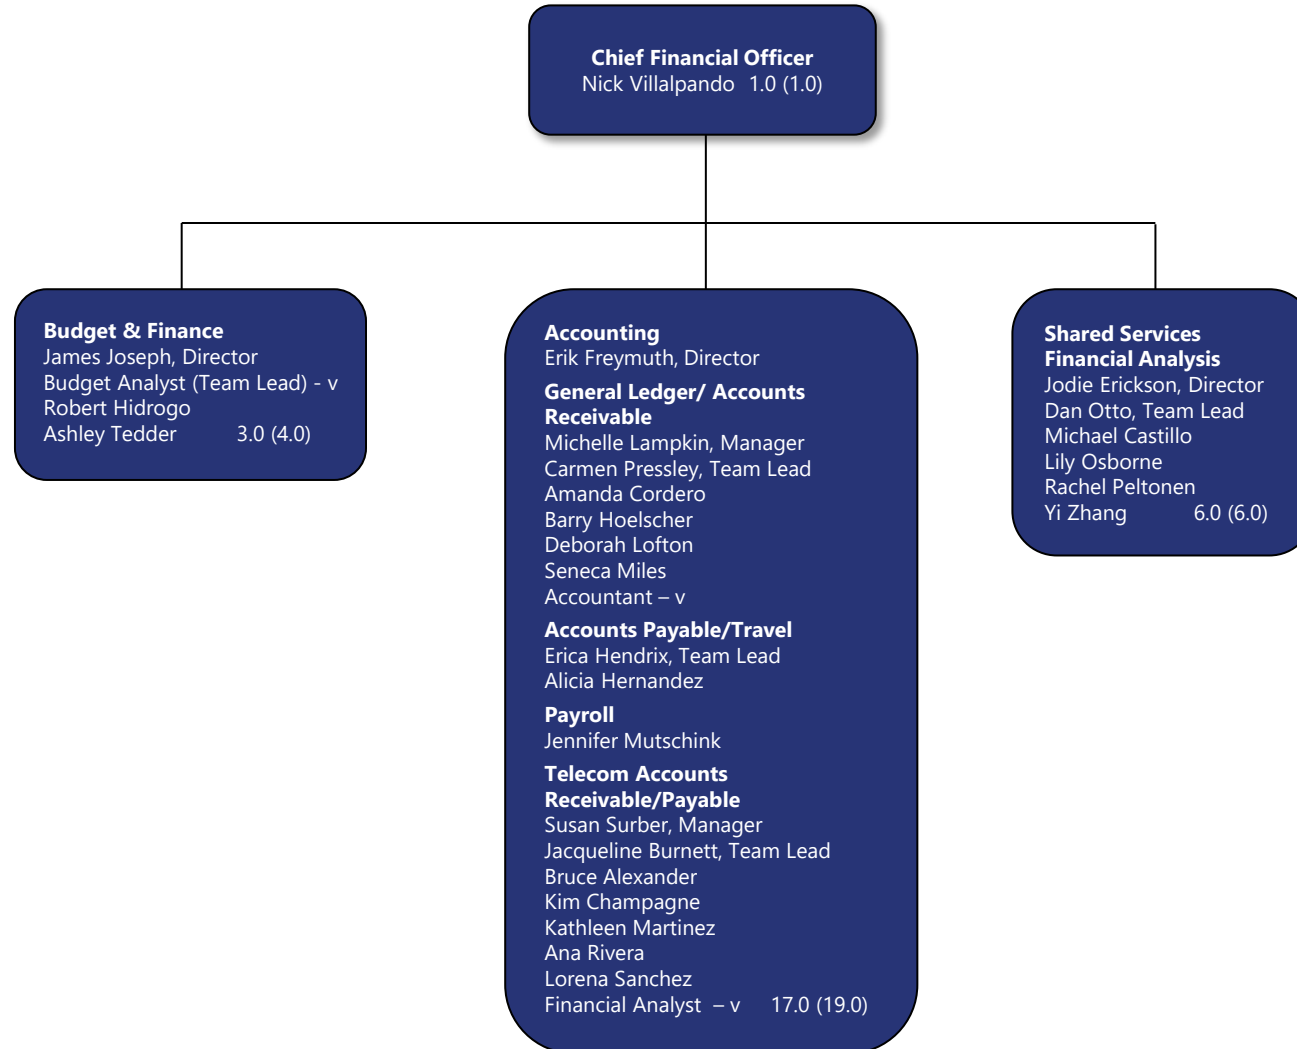 Chief Financial Officer
Nick Villalpando 1.0 (1.0)
Budget & Finance
James Joseph, Director
Budget Analyst (Team Lead) - v
Robert Hidrogo
Ashley Tedder 3.0 (4.0)
Accounting
Erik Freymuth, Director
General Ledger/ Accounts
Receivable
Michelle Lampkin, Manager
Carmen Pressley, Team Lead
Amanda Cordero
Barry Hoelscher
Deborah Lofton
Seneca Miles
Accountant – v
Accounts Payable/Travel
Erica Hendrix, Team Lead
Alicia Hernandez
Payroll
Jennifer Mutschink
Telecom Accounts
Receivable/Payable
Susan Surber, Manager
Jacqueline Burnett, Team Lead
Bruce Alexander
Kim Champagne
Kathleen Martinez
Ana Rivera
Lorena Sanchez
Financial Analyst – v 17.0 (19.0)
Shared Services
Financial Analysis
Jodie Erickson, Director
Dan Otto, Team Lead
Michael Castillo
Lily Osborne
Rachel Peltonen
Yi Zhang 6.0 (6.0)